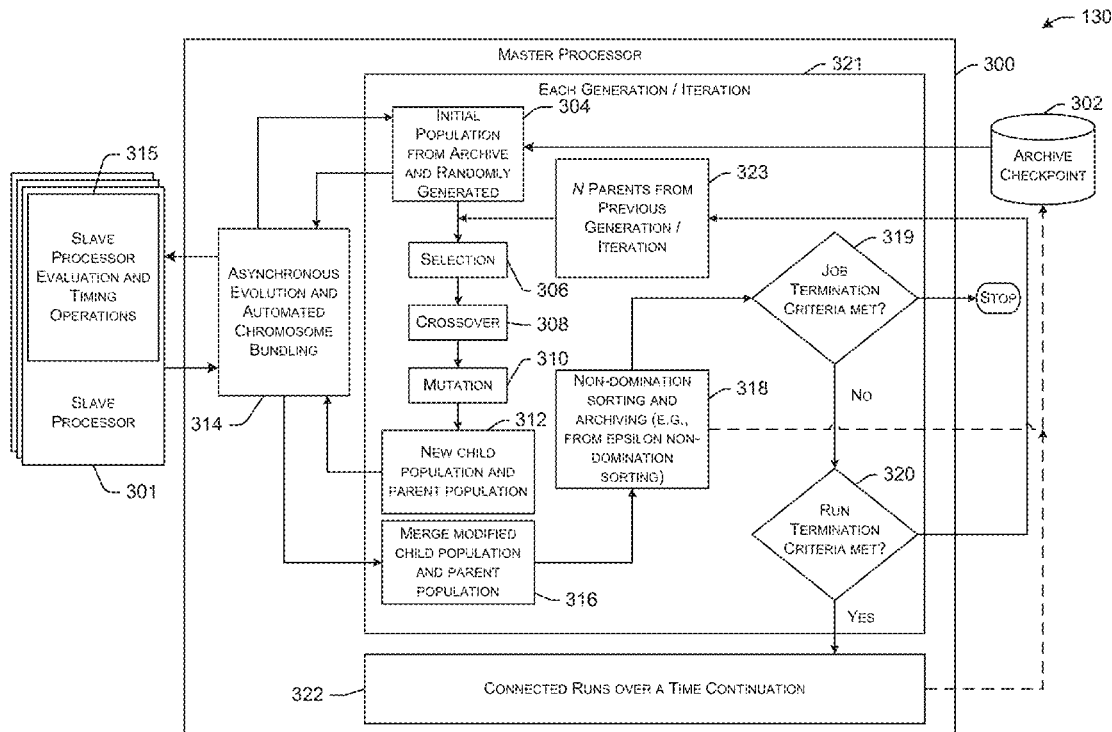 130
MASTER PROCESSOR
300
321
EACH GENERATION / ITERATION
304
302
INITIAL
POPULATION
FROM ARCHIVE
AND RANDOMLY
GENERATED
ARCHIVE
CHECKPOINT
315
323
N PARENTS FROM
PREVIOUS
GENERATION /
ITERATION
SLAVE
PROCESSOR
EVALUATION AND
TIMING
OPERATIONS
ASYNCHRONOUS
EVOLUTION AND
AUTOMATED
CHROMOSOME
BUNDLING
314
SELECTION
306
319
JOB
TERMINATION
CRITERIA MET?
STOP
CROSSOVER
308
310
MUTATION
NON-DOMINATION
SORTING AND
ARCHIVING (E.G.,
FROM EPSILON NON-
DOMINATION
SORTING)
318
NO
SLAVE
PROCESSOR
301
312
NEW CHILD
POPULATION AND
PARENT POPULATION
320
RUN
TERMINATION
CRITERIA MET?
MERGE MODIFIED
CHILD POPULATION
AND PARENT
POPULATION
316
YES
322
CONNECTED RUNS OVER A TIME CONTINUATION